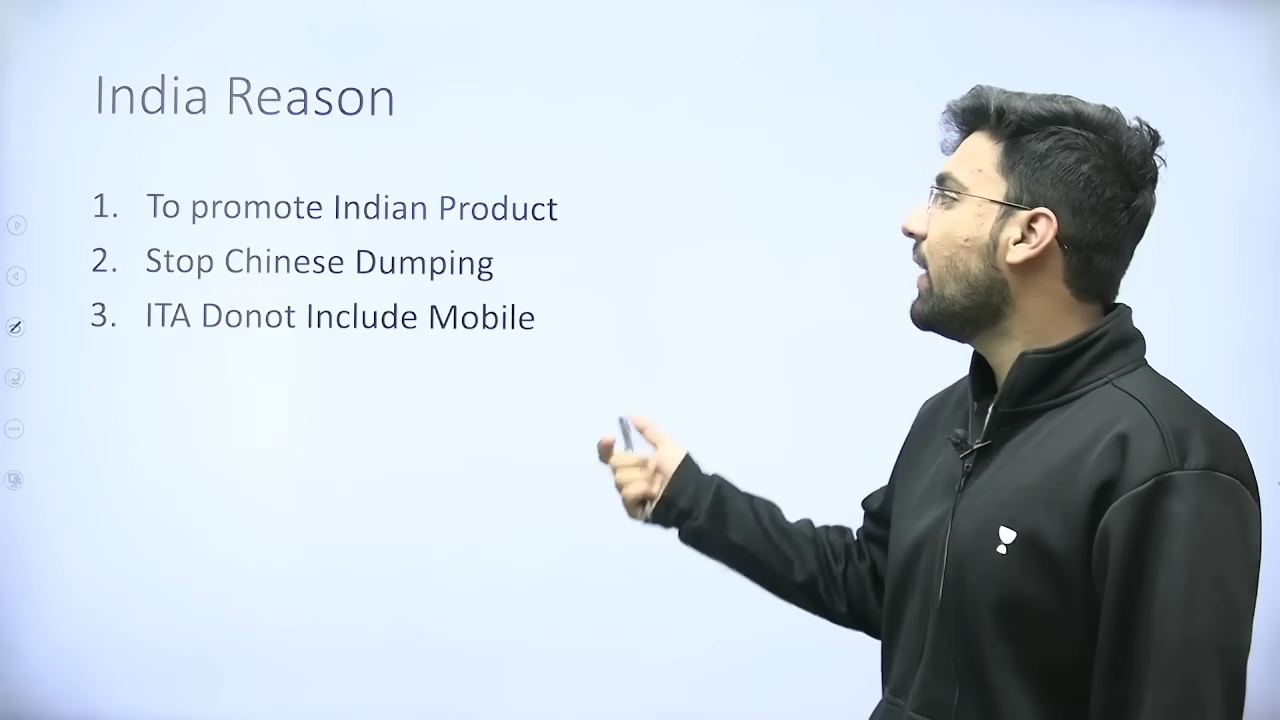 India Reason
1. To promote Indian Product
2. Stop Chinese Dumping
3. ITA Donot Include Mobile